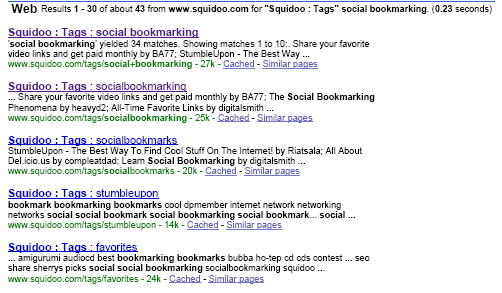 Web Results 1 - 30 of about 43 from www.squidoo.com for "Squidoo : Tags" social bookmarking. (0.23 seconds)
Squidoo : Tags : social bookmarking
'social bookmarking' yielded 34 matches. Showing matches 1 to 10:. Share your favorite
video links and get paid monthly by BA77; StumbleUpon - The Best Way ...
www.squidoo.com/tags/social+bookmarking - 27k - Cached - Similar pages
Squidoo : Tags : socialbookmarking
... Share your favorite video links and get paid monthly by BA77; The Social Bookmarking
Phenomena by heavyd2; All-Time Favorite Links by digitalsmith ...
www.squidoo.com/tags/socialbookmarking - 25k - Cached - Similar pages
Squidoo : Tags : socialbookmarks
StumbleUpon - The Best Way To Find Cool Stuff On The Internet! by Riatsala; All About
Del.icio.us by compleatdad; Learn Social Bookmarking by digitalsmith ...
www.squidoo.com/tags/socialbookmarks - 20k - Cached - Similar pages
Squidoo : Tags : stumbleupon
bookmark bookmarking bookmarks cool dpmember internet network networking
networks social social bookmark social bookmarking social bookmark... social ...
www.squidoo.com/tags/stumbleupon - 14k - Cached - Similar pages
Squidoo : Tags : favorites
... amigurumi audiocd best bookmarking bookmarks bubba ho-tep cd cds contest ... seo
share sherrys picks social social bookmarking socialbookmarking squidoo ...
www.squidoo.com/tags/favorites - 24k - Cached - Similar pages